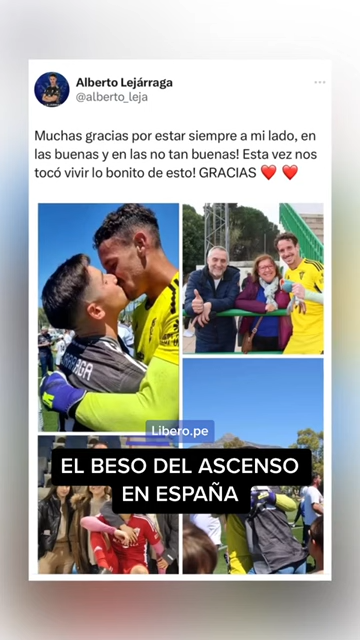 Alberto Lejárraga
@alberto_leja
Muchas gracias por estar siempre a mi lado, en
las buenas y en las no tan buenas! Esta vez nos
tocó vivir lo bonito de esto! GRACIAS ❤️ ❤️
RRAGA
Libero.pe
EL BESO DEL ASCENSO
EN ESPAÑA